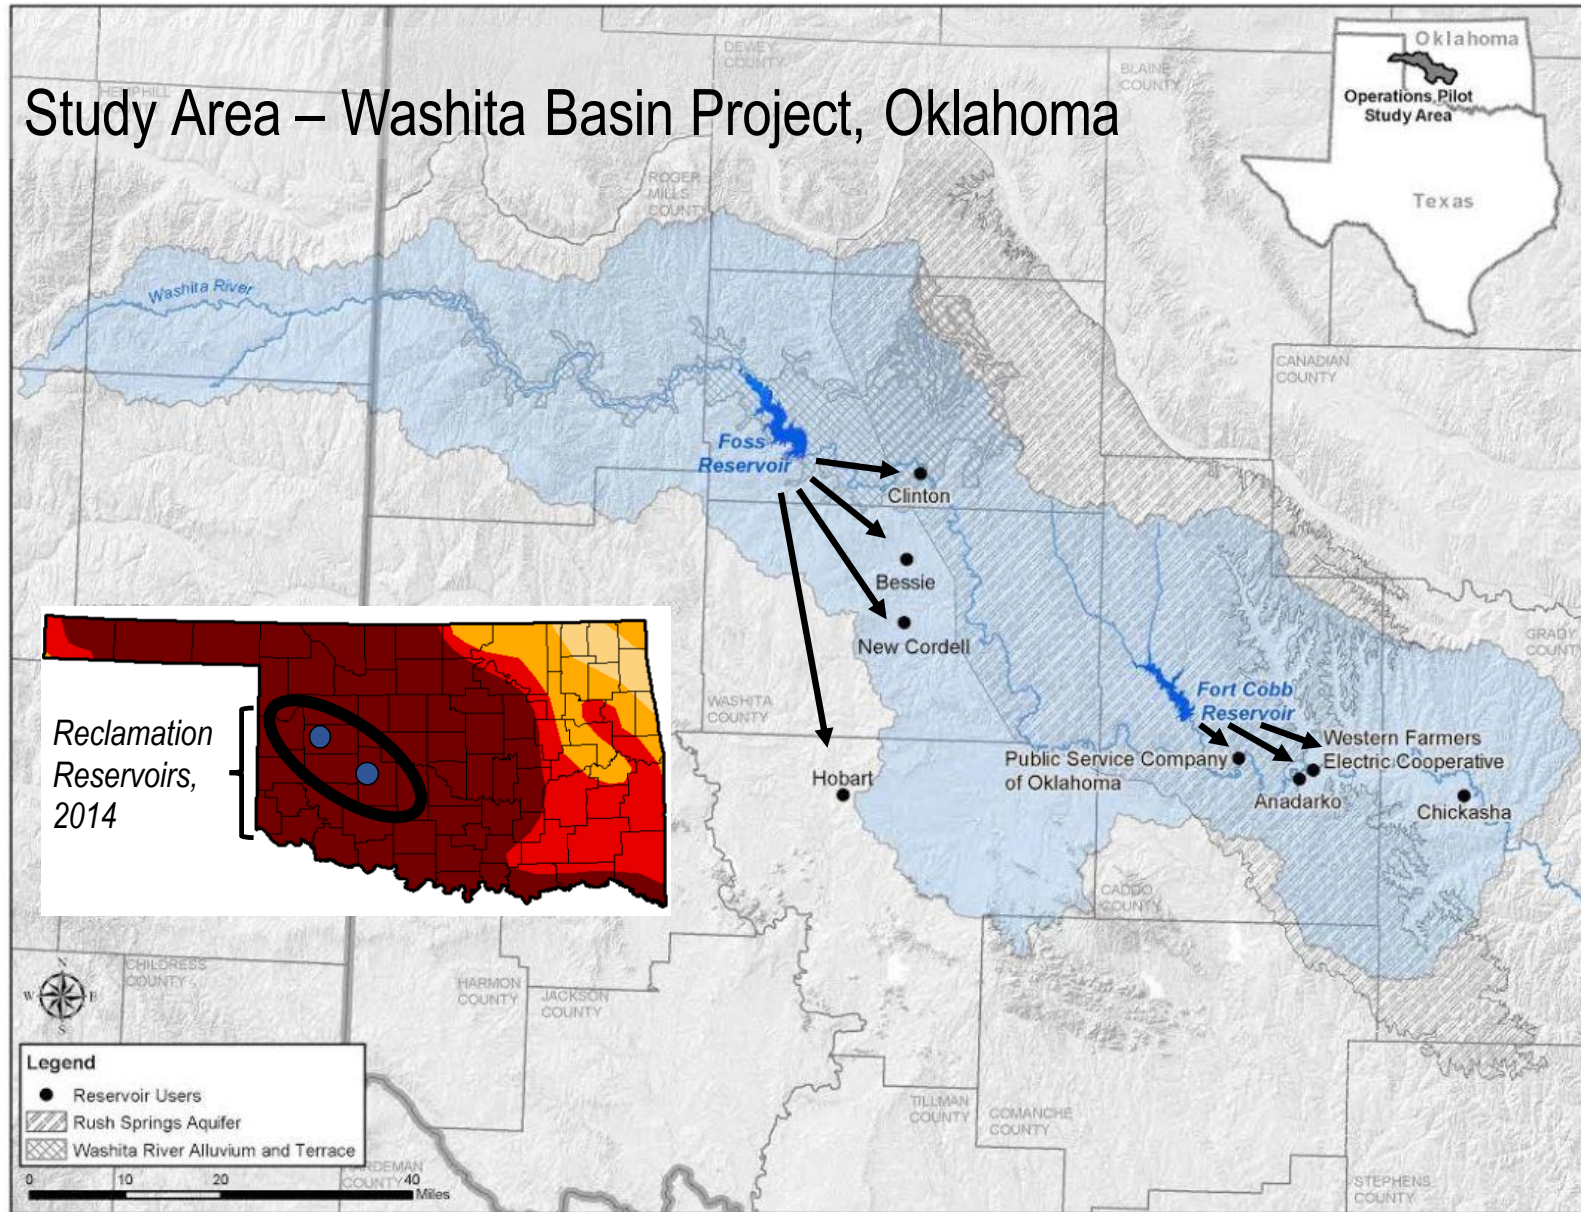 Study Area – Washita Basin Project, Oklahoma
HEMPHILL
DEWEY
COUNTY
BLAINE
COUNTY
Oklahoma
Operations Pilot
Study Area
Texas
ROGER
MILLS
COUNTY
Washita River
CANADIAN
COUNTY
Foss
Reservoir
Clinton
Bessie
New Cordell
GRADY
COUNTY
WASHITA
COUNTY
Fort Cobb
Reservoir
Western Farmers
Electric Cooperative
Public Service Company
of Oklahoma
Anadarko
Chickasha
Hobart
Reclamation
Reservoirs,
2014
CADDO
COUNTY
CHILDRESS
COUNTY
HARMON
COUNTY
JACKSON
COUNTY
N
W
E
S
TILLMAN
COUNTY
COMANCHE
COUNTY
Legend
Reservoir Users
Rush Springs Aquifer
Washita River Alluvium and Terrace
COUNTY
0 10 20 40
Miles
STEPHENS
COUNTY